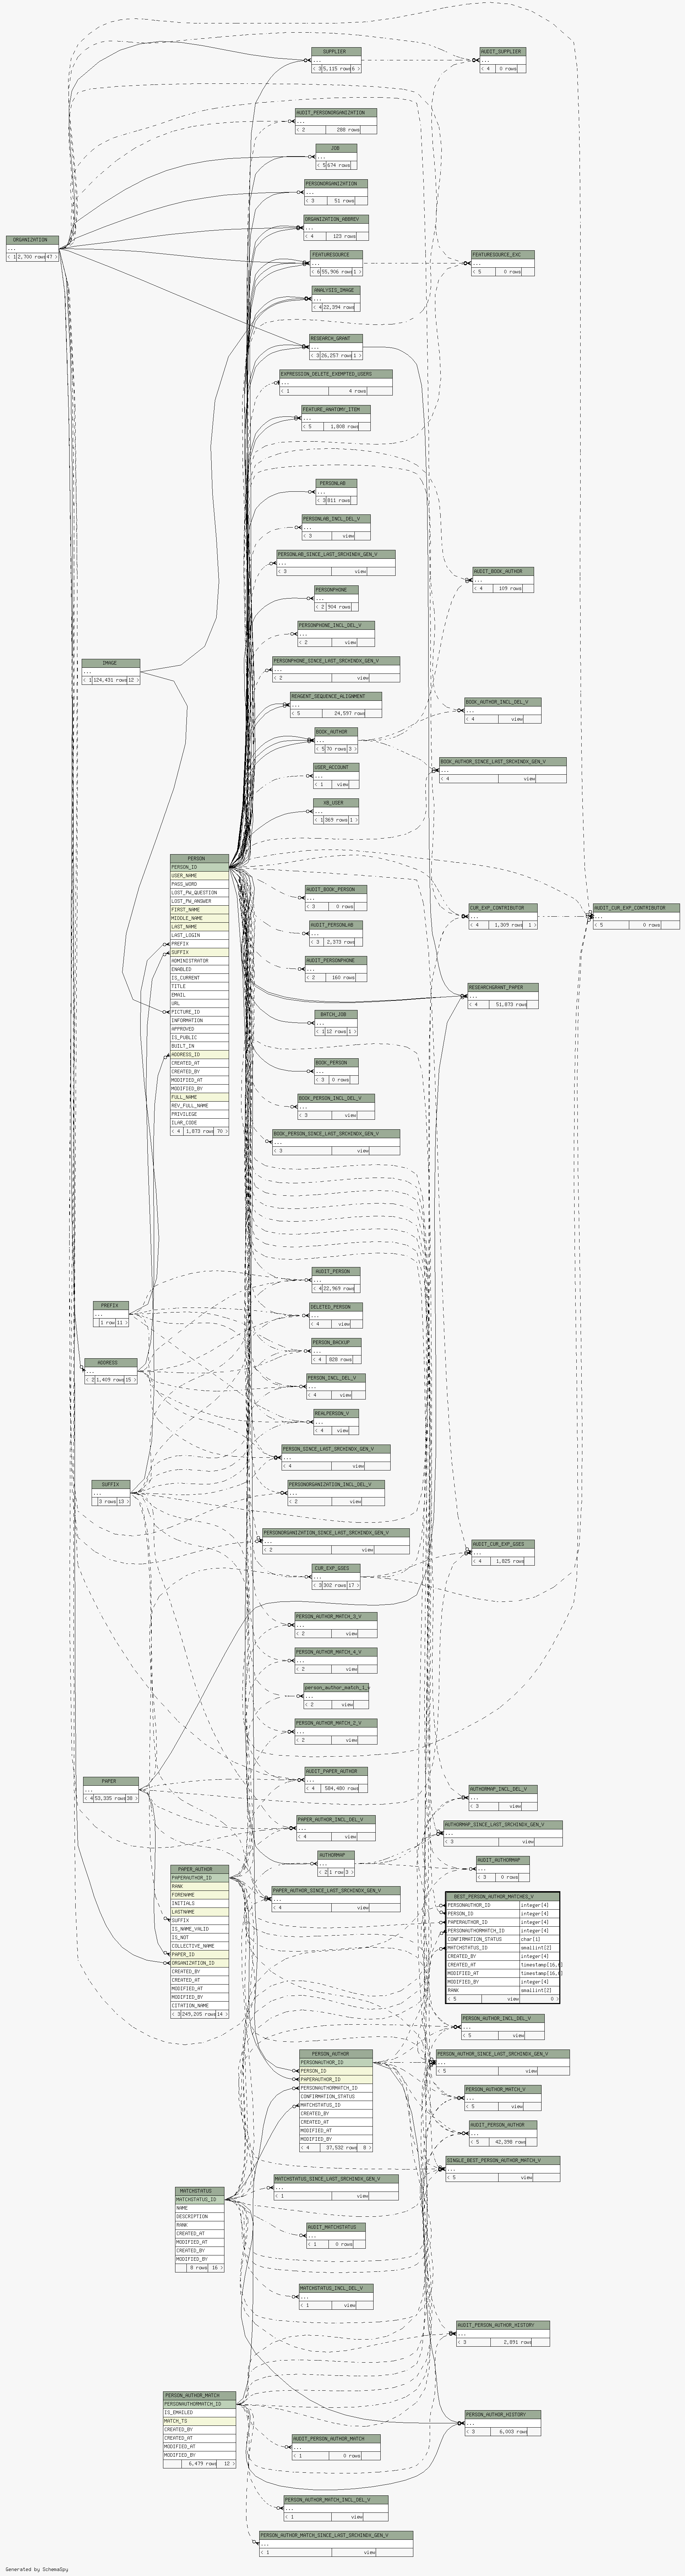 SUPPLIER
...
< 3 5,115 rows 6 >
AUDIT_SUPPLIER
...
< 4 0 rows
AUDIT_PERSONORGANIZATION
...
< 2 288 rows
JOB
...
< 5 674 rows
PERSONORGANIZATION
...
< 3 51 rows
ORGANIZATION_ABBREV
...
< 4 123 rows
ORGANIZATION
...
< 1 2,700 rows 47 >
FEATURESOURCE
...
< 6 55,906 rows 1 >
FEATURESOURCE_EXC
...
< 5 0 rows
ANALYSIS_IMAGE
...
< 4 22,394 rows
RESEARCH_GRANT
...
< 3 26,257 rows 1 >
EXPRESSION_DELETE_EXEMPTED_USERS
...
< 1 4 rows
FEATURE_ANATOMY_ITEM
...
< 5 1,808 rows
PERSONLAB
...
< 3 811 rows
PERSONLAB_INCL_DEL_V
...
< 3 view
PERSONLAB_SINCE_LAST_SRCHINDX_GEN_V
...
< 3 view
AUDIT_BOOK_AUTHOR
...
< 4 109 rows
PERSONPHONE
...
< 2 904 rows
PERSONPHONE_INCL_DEL_V
...
< 2 view
IMAGE
...
< 1 124,431 rows 12 >
PERSONPHONE_SINCE_LAST_SRCHINDX_GEN_V
...
< 2 view
REAGENT_SEQUENCE_ALIGNMENT
...
< 5 24,597 rows
BOOK_AUTHOR_INCL_DEL_V
...
< 4 view
BOOK_AUTHOR
...
< 5 70 rows 3 >
BOOK_AUTHOR_SINCE_LAST_SRCHINDX_GEN_V
...
< 4 view
USER_ACCOUNT
...
< 1 view
XB_USER
...
< 1 369 rows 1 >
PERSON
PERSON_ID
USER_NAME
PASS_WORD
LOST_PW_QUESTION
LOST_PW_ANSWER
FIRST_NAME
MIDDLE_NAME
LAST_NAME
LAST_LOGIN
PREFIX
SUFFIX
ADMINISTRATOR
ENABLED
IS_CURRENT
TITLE
EMAIL
URL
PICTURE_ID
INFORMATION
APPROVED
IS_PUBLIC
BUILT_IN
ADDRESS_ID
CREATED_AT
CREATED_BY
MODIFIED_AT
MODIFIED_BY
FULL_NAME
REV_FULL_NAME
PRIVILEGE
ILAR_CODE
< 4 1,873 rows 70 >
AUDIT_BOOK_PERSON
...
< 3 0 rows
CUR_EXP_CONTRIBUTOR
...
< 4 1,309 rows 1 >
AUDIT_CUR_EXP_CONTRIBUTOR
...
< 5 0 rows
AUDIT_PERSONLAB
...
< 3 2,373 rows
AUDIT_PERSONPHONE
...
< 2 160 rows
RESEARCHGRANT_PAPER
...
< 4 51,873 rows
BATCH_JOB
...
< 1 12 rows 1 >
BOOK_PERSON
...
< 3 0 rows
BOOK_PERSON_INCL_DEL_V
...
< 3 view
BOOK_PERSON_SINCE_LAST_SRCHINDX_GEN_V
...
< 3 view
AUDIT_PERSON
...
< 4 22,969 rows
PREFIX
...
1 row 11 >
DELETED_PERSON
...
< 4 view
PERSON_BACKUP
...
< 4 828 rows
ADDRESS
...
< 2 1,409 rows 15 >
PERSON_INCL_DEL_V
...
< 4 view
REALPERSON_V
...
< 4 view
PERSON_SINCE_LAST_SRCHINDX_GEN_V
...
< 4 view
SUFFIX
...
3 rows 13 >
PERSONORGANIZATION_INCL_DEL_V
...
< 2 view
PERSONORGANIZATION_SINCE_LAST_SRCHINDX_GEN_V
...
< 2 view
AUDIT_CUR_EXP_GSES
...
< 4 1,825 rows
CUR_EXP_GSES
...
< 3 302 rows 17 >
PERSON_AUTHOR_MATCH_3_V
...
< 2 view
PERSON_AUTHOR_MATCH_4_V
...
< 2 view
person_author_match_1_v
...
< 2 view
PERSON_AUTHOR_MATCH_2_V
...
< 2 view
AUDIT_PAPER_AUTHOR
...
< 4 584,480 rows
PAPER
...
< 4 53,335 rows 38 >
AUTHORMAP_INCL_DEL_V
...
< 3 view
PAPER_AUTHOR_INCL_DEL_V
...
< 4 view
AUTHORMAP_SINCE_LAST_SRCHINDX_GEN_V
...
< 3 view
AUTHORMAP
...
< 2 1 row 3 >
AUDIT_AUTHORMAP
...
< 3 0 rows
PAPER_AUTHOR
PAPERAUTHOR_ID
RANK
FORENAME
INITIALS
LASTNAME
SUFFIX
IS_NAME_VALID
IS_NOT
COLLECTIVE_NAME
PAPER_ID
ORGANIZATION_ID
CREATED_BY
CREATED_AT
MODIFIED_AT
MODIFIED_BY
CITATION_NAME
< 3 249,205 rows 14 >
PAPER_AUTHOR_SINCE_LAST_SRCHINDX_GEN_V
...
< 4 view
BEST_PERSON_AUTHOR_MATCHES_V
PERSONAUTHOR_ID integer[4]
PERSON_ID integer[4]
PAPERAUTHOR_ID integer[4]
PERSONAUTHORMATCH_ID integer[4]
CONFIRMATION_STATUS char[1]
MATCHSTATUS_ID smallint[2]
CREATED_BY integer[4]
CREATED_AT timestamp[16,6]
MODIFIED_AT timestamp[16,6]
MODIFIED_BY integer[4]
RANK smallint[2]
< 5 view 0 >
PERSON_AUTHOR_INCL_DEL_V
...
< 5 view
PERSON_AUTHOR
PERSONAUTHOR_ID
PERSON_ID
PAPERAUTHOR_ID
PERSONAUTHORMATCH_ID
CONFIRMATION_STATUS
MATCHSTATUS_ID
CREATED_BY
CREATED_AT
MODIFIED_AT
MODIFIED_BY
< 4 37,532 rows 8 >
PERSON_AUTHOR_SINCE_LAST_SRCHINDX_GEN_V
...
< 5 view
PERSON_AUTHOR_MATCH_V
...
< 5 view
AUDIT_PERSON_AUTHOR
...
< 5 42,398 rows
SINGLE_BEST_PERSON_AUTHOR_MATCH_V
...
< 5 view
MATCHSTATUS
MATCHSTATUS_ID
NAME
DESCRIPTION
RANK
CREATED_AT
MODIFIED_AT
CREATED_BY
MODIFIED_BY
8 rows 16 >
MATCHSTATUS_SINCE_LAST_SRCHINDX_GEN_V
...
< 1 view
AUDIT_MATCHSTATUS
...
< 1 0 rows
MATCHSTATUS_INCL_DEL_V
...
< 1 view
AUDIT_PERSON_AUTHOR_HISTORY
...
< 3 2,891 rows
PERSON_AUTHOR_MATCH
PERSONAUTHORMATCH_ID
IS_EMAILED
MATCH_TS
CREATED_BY
CREATED_AT
MODIFIED_AT
MODIFIED_BY
6,479 rows 12 >
PERSON_AUTHOR_HISTORY
...
< 3 6,003 rows
AUDIT_PERSON_AUTHOR_MATCH
...
< 1 0 rows
PERSON_AUTHOR_MATCH_INCL_DEL_V
...
< 1 view
PERSON_AUTHOR_MATCH_SINCE_LAST_SRCHINDX_GEN_V
...
< 1 view
Generated by SchemaSpy